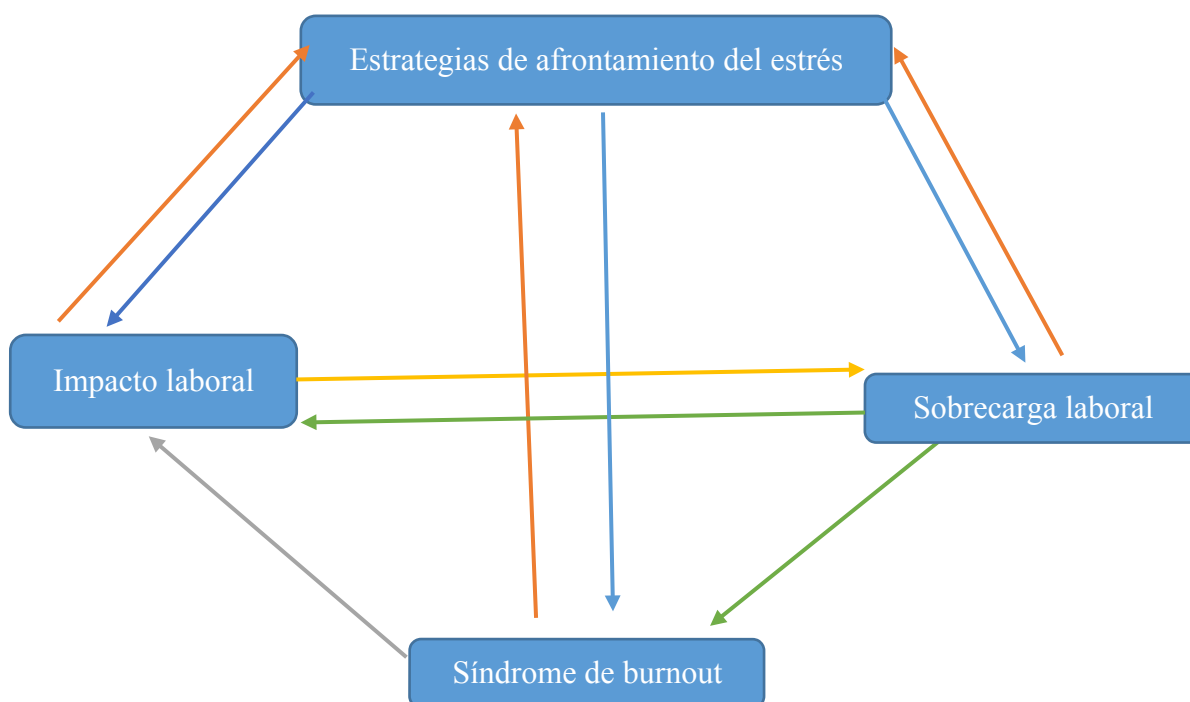 Estrategias de afrontamiento del estrés
Impacto laboral
Sobrecarga laboral
Síndrome de burnout